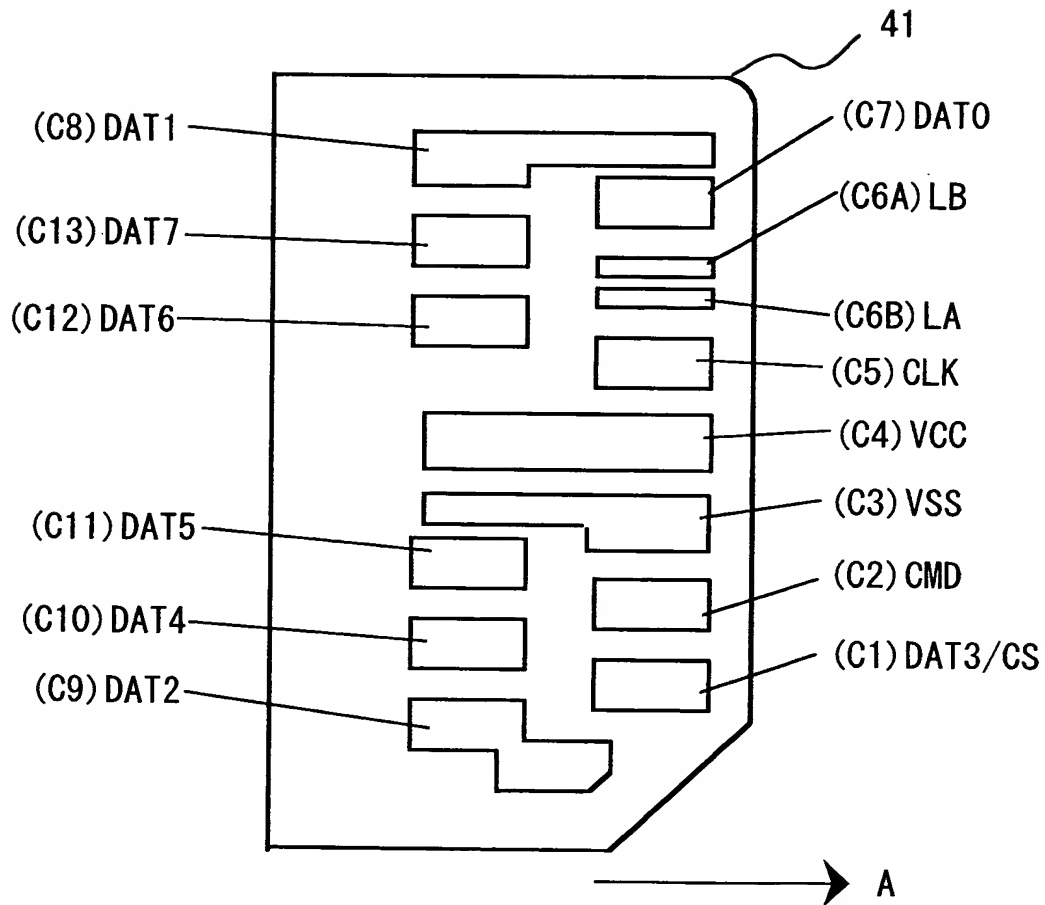 41
(C8) DAT1
(C7) DAT0
(C6A) LB
(C13) DAT7
(C12) DAT6
(C6B) LA
(C5) CLK
(C4) VCC
(C3) VSS
(C11) DAT5
(C2) CMD
(C10) DAT4
(C1) DAT3/CS
(C9) DAT2
A